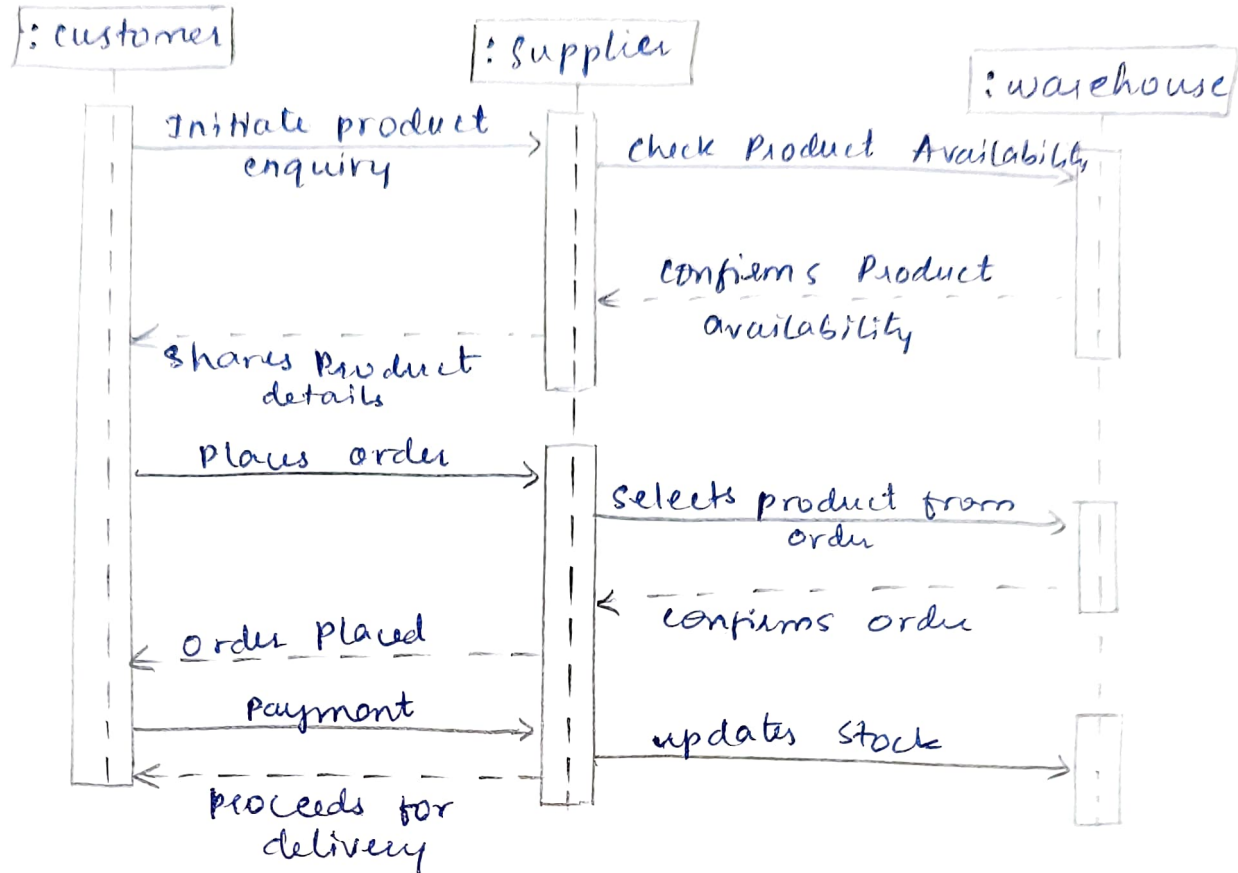 : customer
: Supplier
: warehouse
Initiate product
enquiry
check Product Availability
confirms Product
availability
shares Product
details
Places order
selects product from
order
confirms order
order Placed
Payment
updates stock
proceeds for
delivery